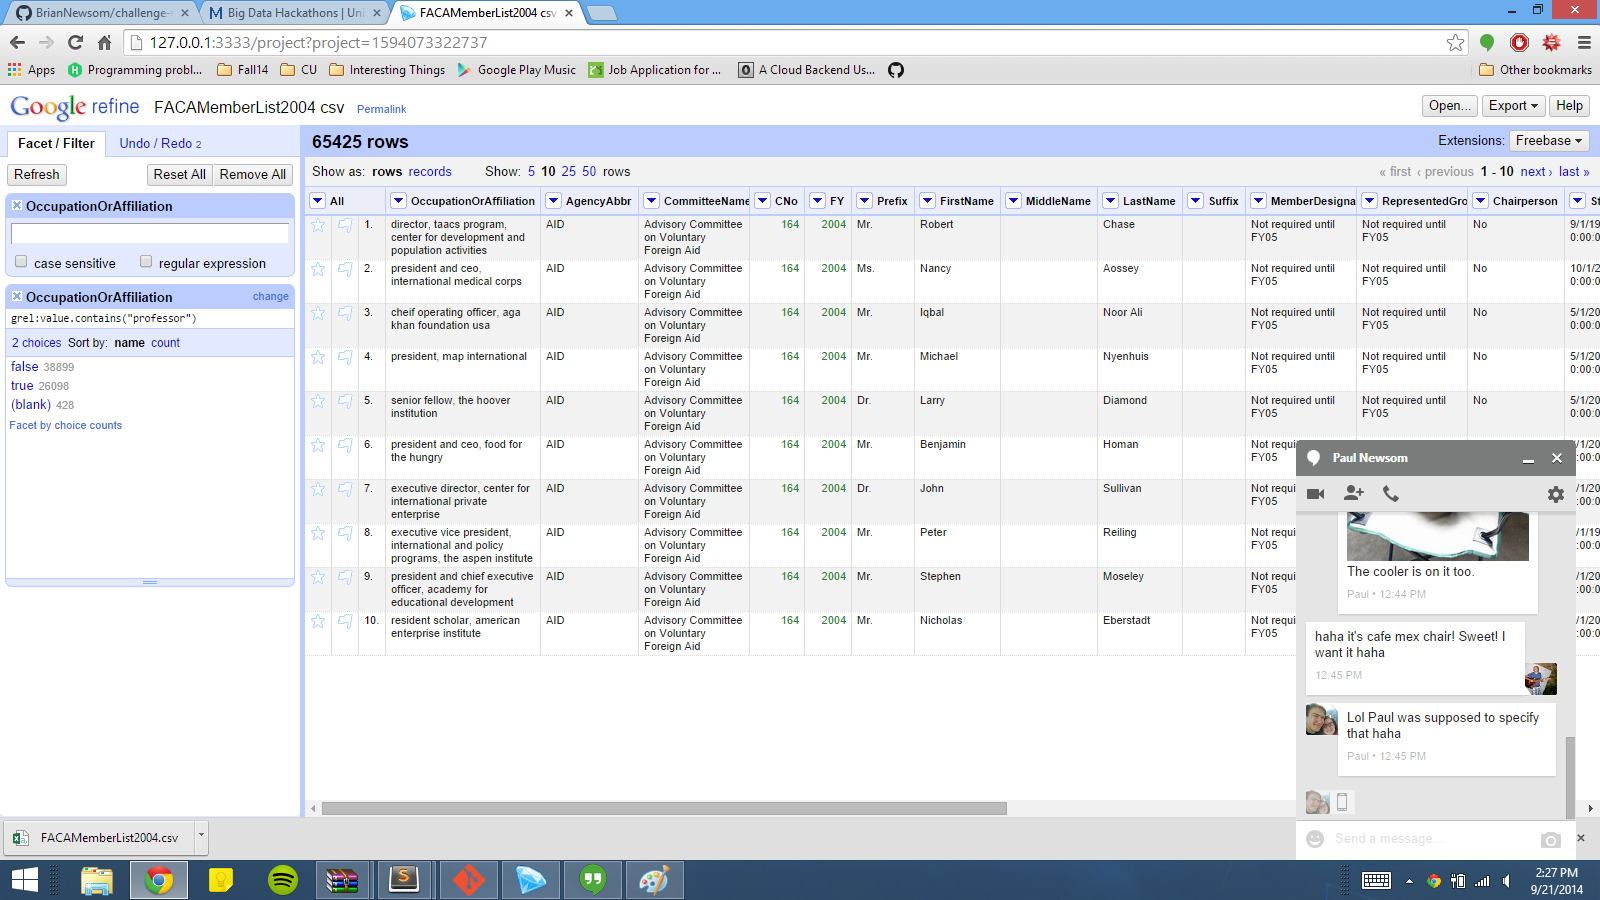 BrianNewsom/challenge-
Big Data Hackathons | Uni
FACAMemberList2004 csv
127.0.0.1:3333/project?project=1594073322737
Apps Programming probl... Fall14 CU Interesting Things Google Play Music Job Application for ... A Cloud Backend Us... Other bookmarks
Google refine FACAMemberList2004 csv Permalink
Open... Export Help
Facet / Filter Undo / Redo 2
65425 rows
Extensions: Freebase
Refresh Reset All Remove All
Show as: rows records Show: 5 10 25 50 rows
« first ‹ previous 1 - 10 next › last »
OccupationOrAffiliation
case sensitive regular expression
OccupationOrAffiliation change
grel:value.contains("professor")
2 choices Sort by: name count
false 38899
true 26098
(blank) 428
Facet by choice counts
All OccupationOrAffiliation AgencyAbbr CommitteeName CNo FY Prefix FirstName MiddleName LastName Suffix MemberDesigna RepresentedGro Chairperson St
1. director, taacs program, AID Advisory Committee 164 2004 Mr. Robert Chase Not required until Not required until No 9/1/19
center for development and on Voluntary FY05 FY05 0:00:0
population activities Foreign Aid
2. president and ceo, AID Advisory Committee 164 2004 Ms. Nancy Aossey Not required until Not required until No 10/1/2
international medical corps on Voluntary FY05 FY05 0:00:0
Foreign Aid
3. cheif operating officer, aga AID Advisory Committee 164 2004 Mr. Iqbal Noor Ali Not required until Not required until No 5/1/20
khan foundation usa on Voluntary FY05 FY05 0:00:0
Foreign Aid
4. president, map international AID Advisory Committee 164 2004 Mr. Michael Nyenhuis Not required until Not required until No 5/1/20
on Voluntary FY05 FY05 0:00:0
Foreign Aid
5. senior fellow, the hoover AID Advisory Committee 164 2004 Dr. Larry Diamond Not required until Not required until No 5/1/20
institution on Voluntary FY05 FY05 0:00:0
Foreign Aid
6. president and ceo, food for AID Advisory Committee 164 2004 Mr. Benjamin Homan Not requi /1/20
the hungry on Voluntary FY05 :00:0
Foreign Aid
7. executive director, center for AID Advisory Committee 164 2004 Dr. John Sullivan Not requi /1/20
international private on Voluntary FY05 :00:0
enterprise Foreign Aid
8. executive vice president, AID Advisory Committee 164 2004 Mr. Peter Reiling Not requi /1/19
international and policy on Voluntary FY05 :00:0
programs, the aspen institute Foreign Aid
9. president and chief executive AID Advisory Committee 164 2004 Mr. Stephen Moseley Not requi /1/20
officer, academy for on Voluntary FY05 :00:0
educational development Foreign Aid
10. resident scholar, american AID Advisory Committee 164 2004 Mr. Nicholas Eberstadt Not requi /1/20
enterprise institute on Voluntary FY05 :00:0
Foreign Aid
Paul Newsom
The cooler is on it too.
Paul • 12:44 PM
haha it's cafe mex chair! Sweet! I
want it haha
12:45 PM
Lol Paul was supposed to specify
that haha
Paul • 12:45 PM
Send a message...
FACAMemberList2004.csv
2:27 PM
9/21/2014